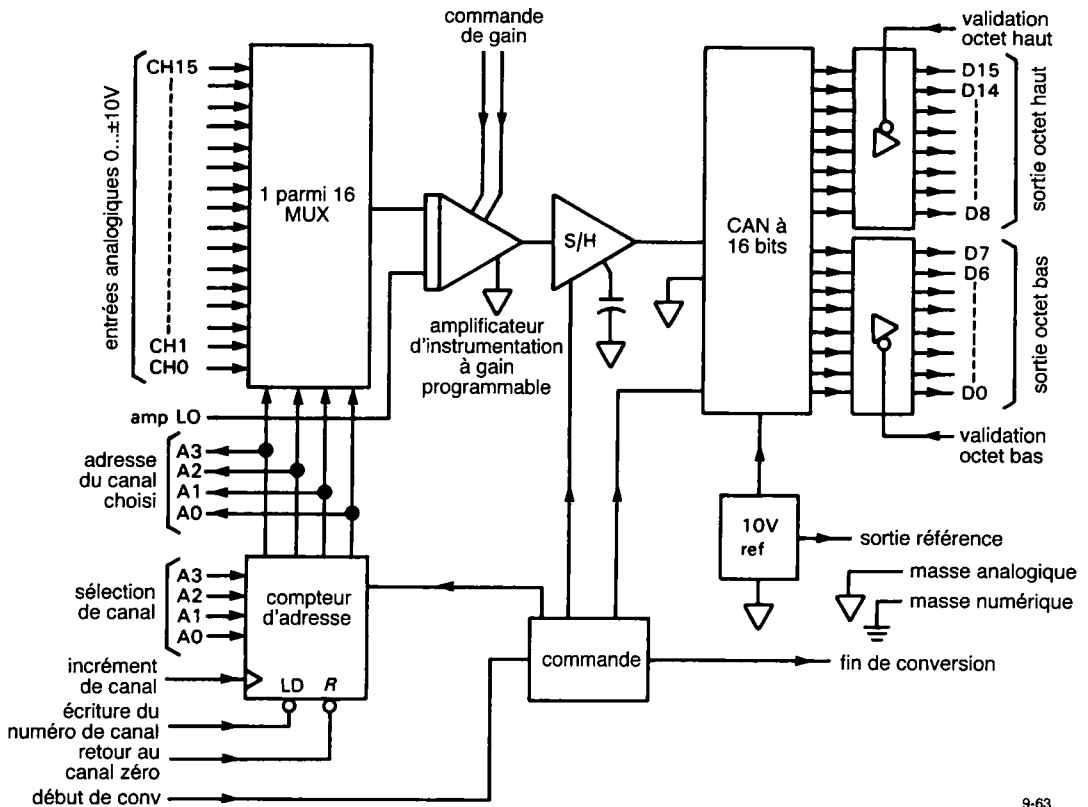 commande
de gain
validation
octet haut
entrées analogiques 0...±10V
CH15
CH1
CH0
1 parmi 16
MUX
S/H
CAN à
16 bits
D15
D14
D8
sortie octet haut
D7
D6
D0
sortie octet bas
validation
octet bas
amplificateur
d'instrumentation
à gain
programmable
amp LO
adresse
du canal
choisi
A3
A2
A1
A0
sélection
de canal
A3
A2
A1
A0
compteur
d'adresse
LD
R
incrément
de canal
écriture du
numéro de canal
retour au
canal zéro
début de conv
commande
fin de conversion
10V
ref
sortie référence
masse analogique
masse numérique
9-63